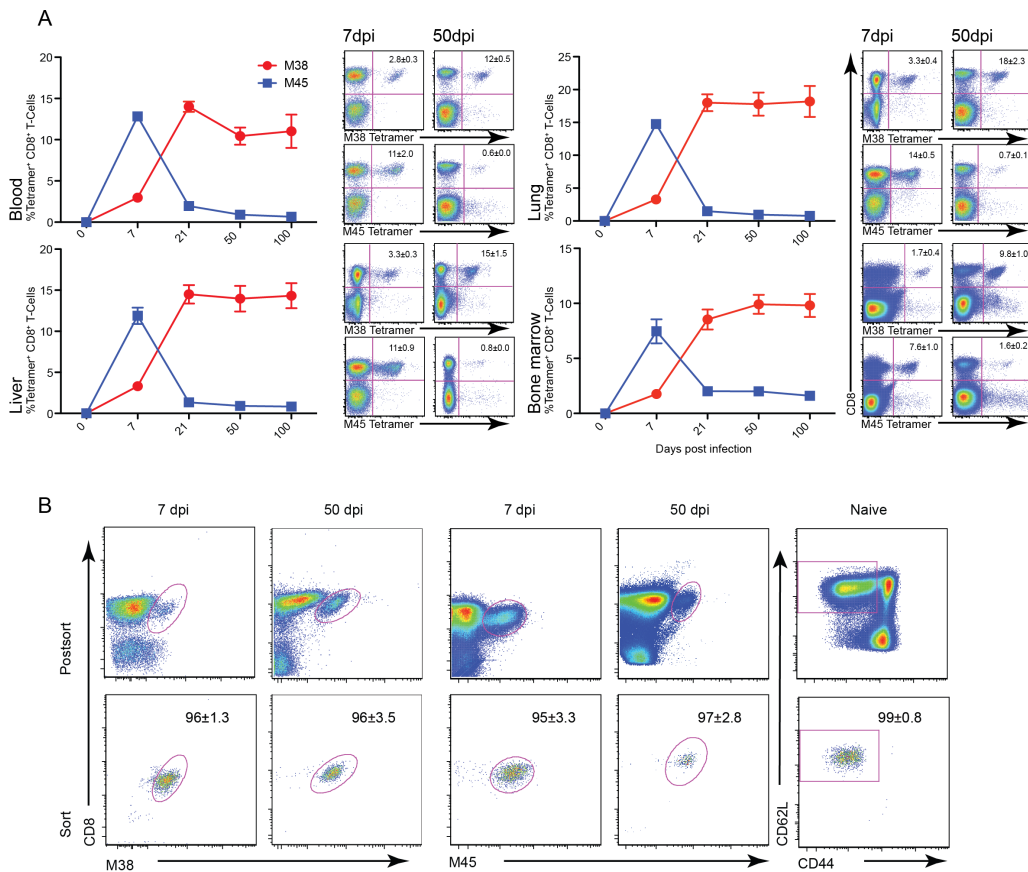 A
7dpi
50dpi
7dpi
50dpi
20
15
10
5
0
M38
M45
Blood
%Tetramer⁺ CD8⁺ T-Cells
0
7
21
50
100
2.8±0.3
12±0.5
M38 Tetramer
11±2.0
0.6±0.0
M45 Tetramer
25
20
15
10
5
0
Lung
%Tetramer⁺ CD8⁺ T-Cells
0
7
21
50
100
3.3±0.4
18±2.3
M38 Tetramer
14±0.5
0.7±0.1
M45 Tetramer
20
15
10
5
0
Liver
%Tetramer⁺ CD8⁺ T-Cells
0
7
21
50
100
3.3±0.3
15±1.5
M38 Tetramer
11±0.9
0.8±0.0
M45 Tetramer
15
10
5
0
Bone marrow
%Tetramer⁺ CD8⁺ T-Cells
0
7
21
50
100
Days post infection
1.7±0.4
9.8±1.0
M38 Tetramer
7.6±1.0
1.6±0.2
CD8
M45 Tetramer
B
7 dpi
50 dpi
7 dpi
50 dpi
Naive
Postsort
96±1.3
96±3.5
95±3.3
97±2.8
99±0.8
Sort
CD8
CD62L
M38
M45
CD44